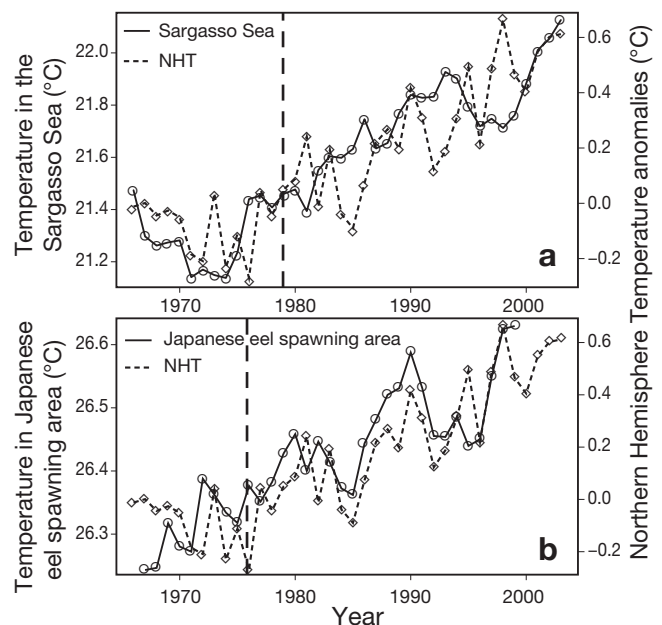 Temperature in the
Sargasso Sea (°C)
22.0
21.8
21.6
21.4
21.2
Sargasso Sea
NHT
a
0.6
0.4
0.2
0.0
−0.2
1970
1980
1990
2000
Northern Hemisphere Temperature anomalies (°C)
Temperature in Japanese
eel spawning area (°C)
26.6
26.5
26.4
26.3
Japanese eel spawning area
NHT
b
0.6
0.4
0.2
0.0
−0.2
1970
1980
1990
2000
Year